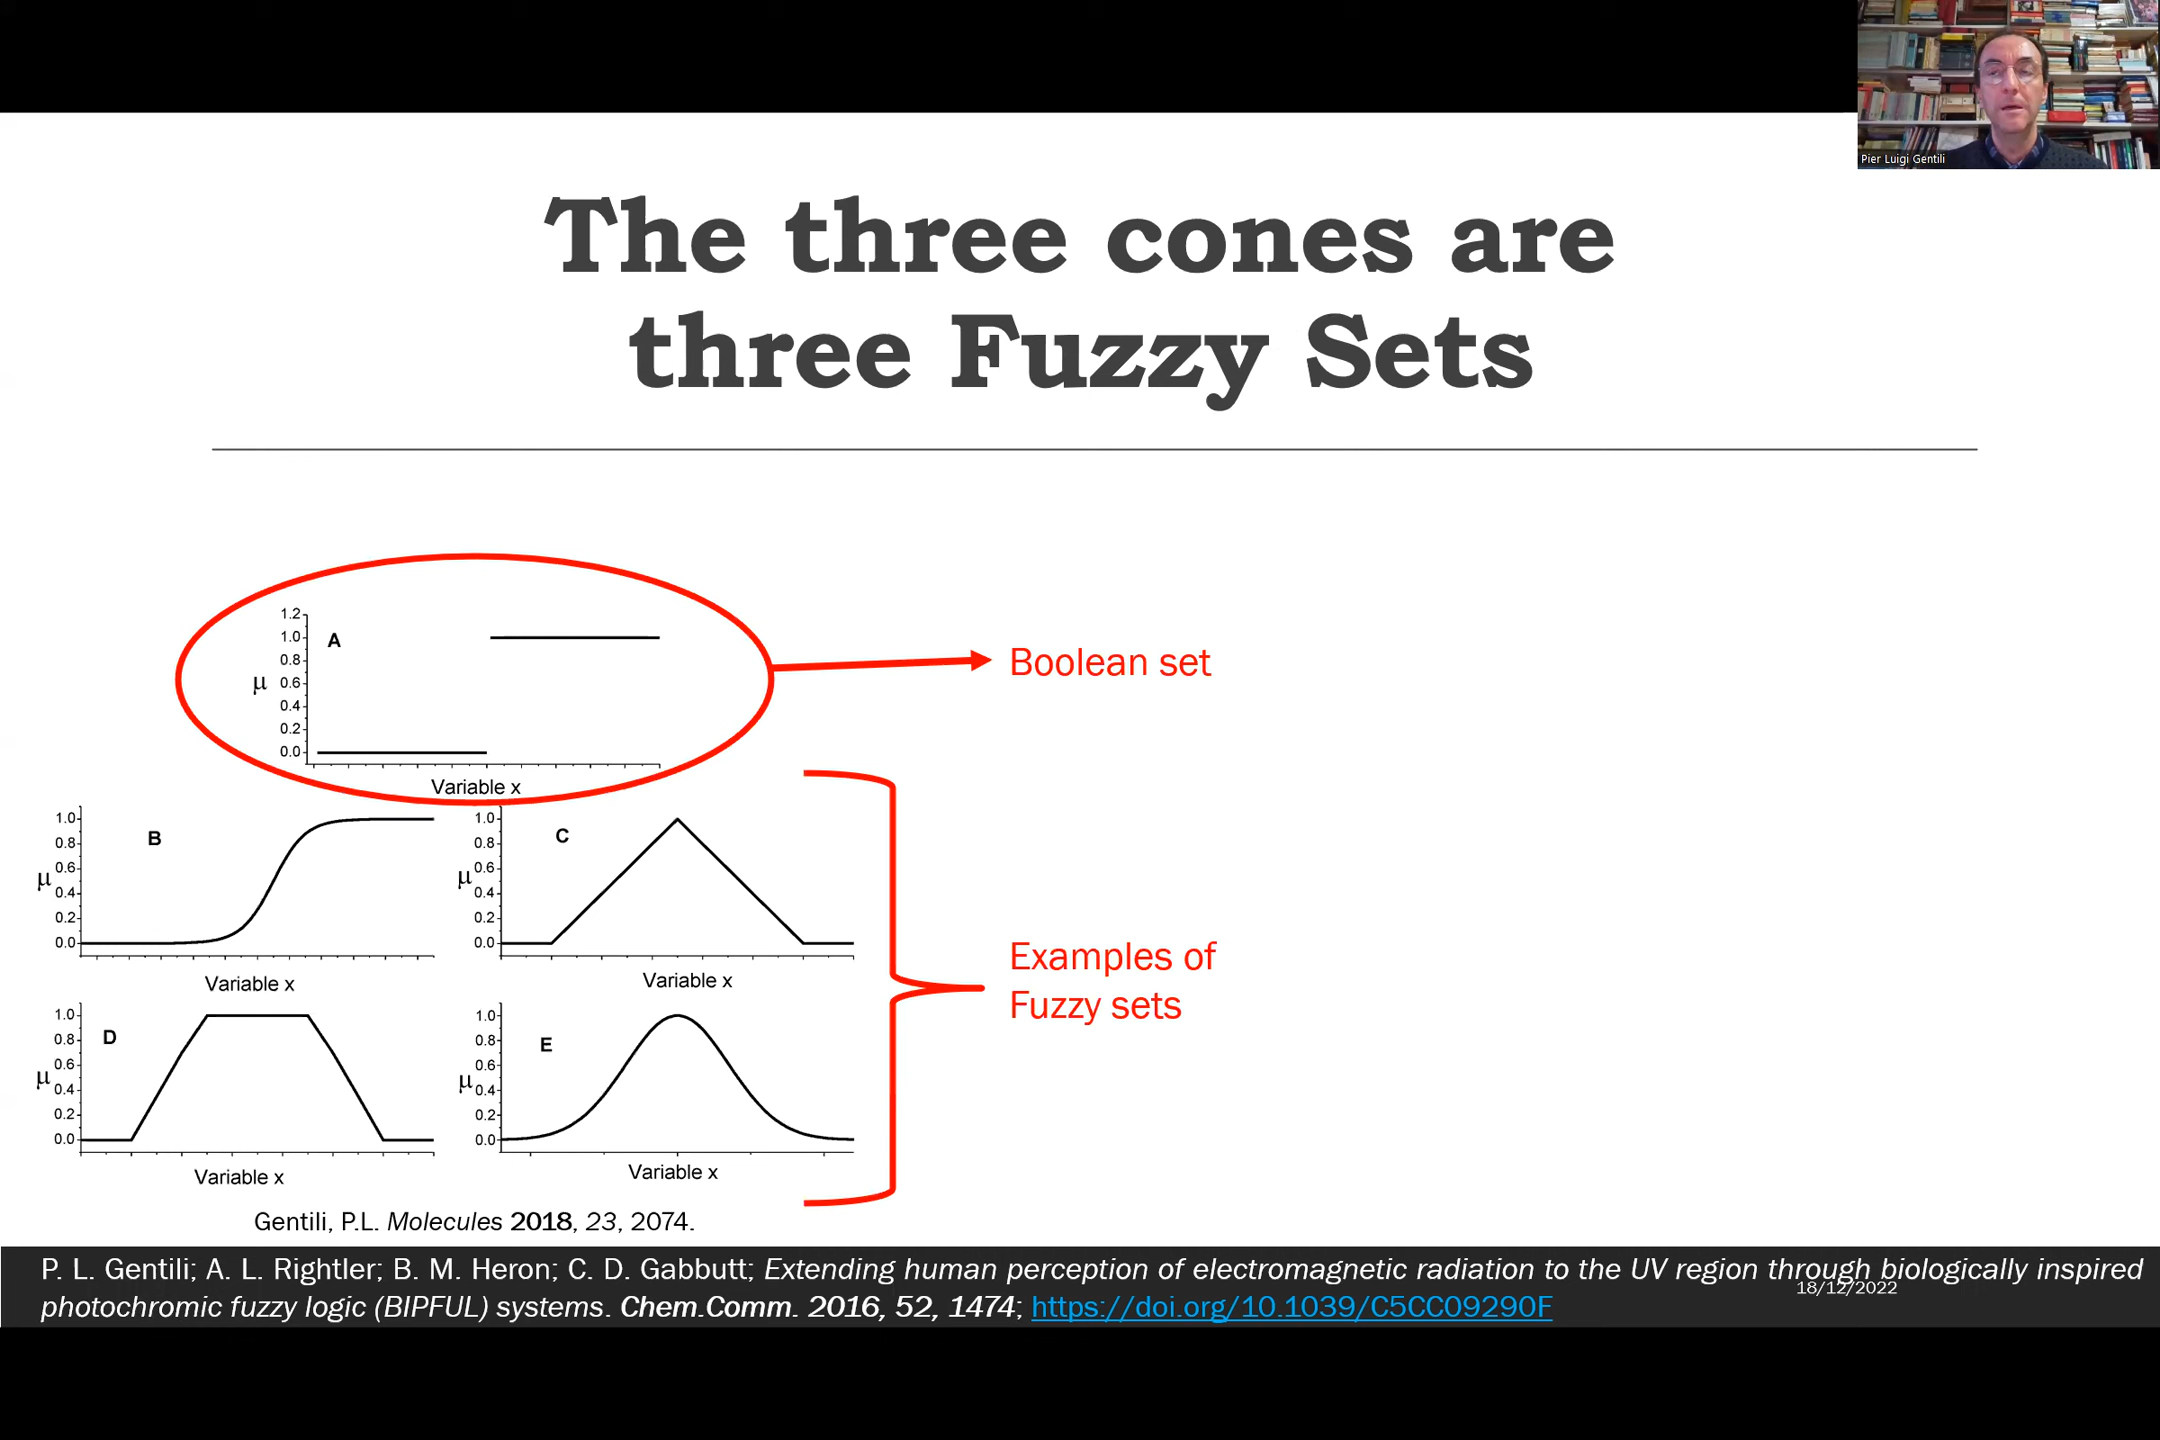 Pier Luigi Gentili
The three cones are
three Fuzzy Sets
1.2
1.0
0.8
0.6
0.4
0.2
0.0
μ
A
Variable x
Boolean set
1.0
0.8
0.6
0.4
0.2
0.0
μ
B
Variable x
1.0
0.8
0.6
0.4
0.2
0.0
μ
C
Variable x
1.0
0.8
0.6
0.4
0.2
0.0
μ
D
Variable x
1.0
0.8
0.6
0.4
0.2
0.0
μ
E
Variable x
Examples of
Fuzzy sets
Gentili, P.L. Molecules 2018, 23, 2074.
P. L. Gentili; A. L. Rightler; B. M. Heron; C. D. Gabbutt; Extending human perception of electromagnetic radiation to the UV region through biologically inspired
photochromic fuzzy logic (BIPFUL) systems. Chem.Comm. 2016, 52, 1474; https://doi.org/10.1039/C5CC09290F
18/12/2022